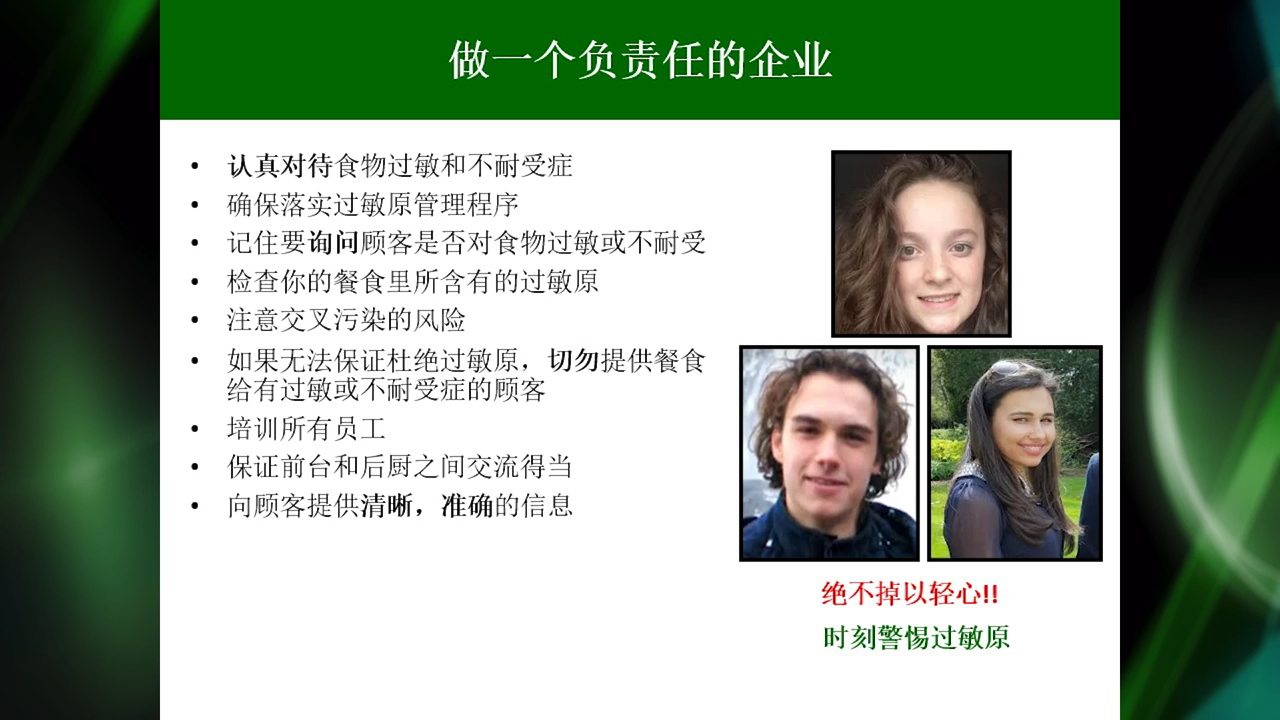 做一个负责任的企业
• 认真对待食物过敏和不耐受症
• 确保落实过敏原管理程序
• 记住要询问顾客是否对食物过敏或不耐受
• 检查你的餐食里所含有的过敏原
• 注意交叉污染的风险
• 如果无法保证杜绝过敏原，切勿提供餐食
给有过敏或不耐受症的顾客
• 培训所有员工
• 保证前台和后厨之间交流得当
• 向顾客提供清晰，准确的信息
绝不掉以轻心!!
时刻警惕过敏原